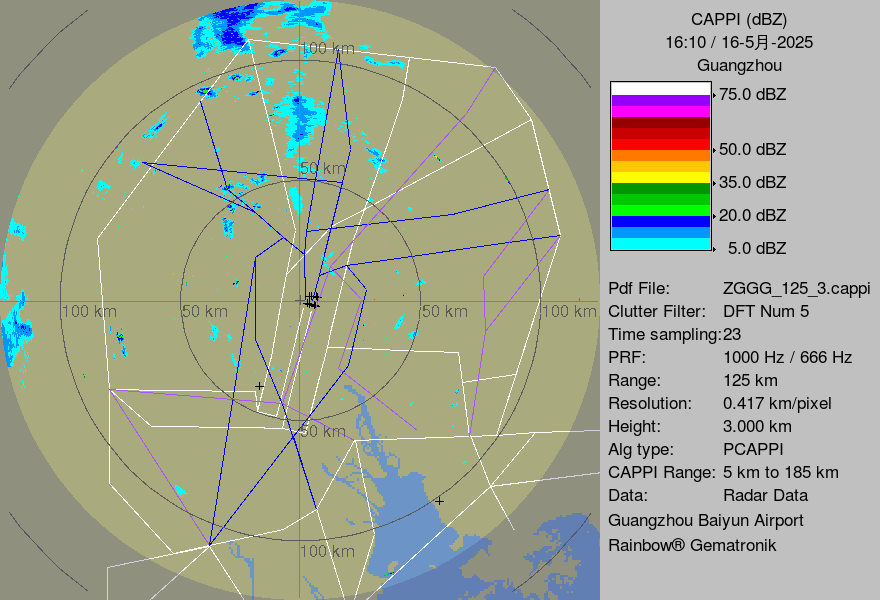 CAPPI (dBZ)
16:10 / 16-5月-2025
Guangzhou
75.0 dBZ
50.0 dBZ
35.0 dBZ
20.0 dBZ
5.0 dBZ
Pdf File: ZGGG_125_3.cappi
Clutter Filter: DFT Num 5
Time sampling:23
PRF: 1000 Hz / 666 Hz
Range: 125 km
Resolution: 0.417 km/pixel
Height: 3.000 km
Alg type: PCAPPI
CAPPI Range: 5 km to 185 km
Data: Radar Data
Guangzhou Baiyun Airport
Rainbow® Gematronik
100 km
50 km
100 km
50 km
50 km
100 km
50 km
100 km